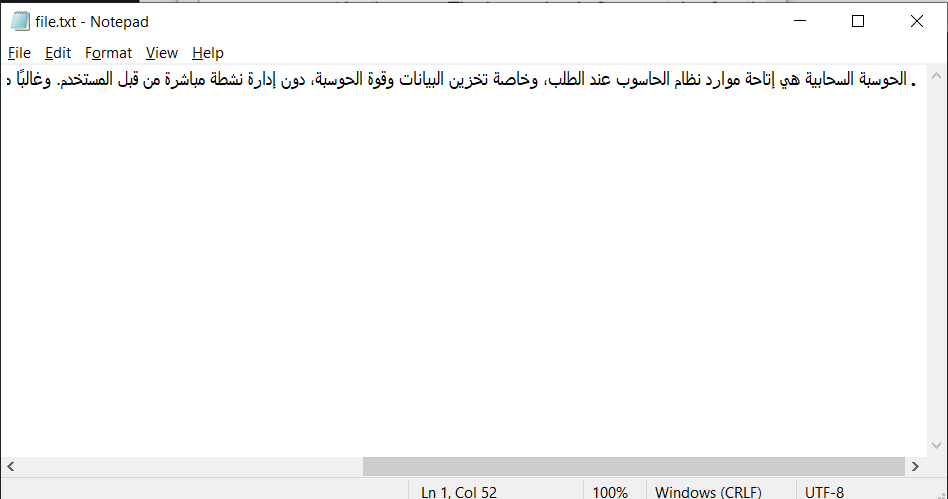 file.txt - Notepad
File Edit Format View Help
. الحوسبة السحابية هي إتاحة موارد نظام الحاسوب عند الطلب، وخاصة تخزين البيانات وقوة الحوسبة، دون إدارة نشطة مباشرة من قبل المستخدم. وغالبًا
Ln 1, Col 52 100% Windows (CRLF) UTF-8